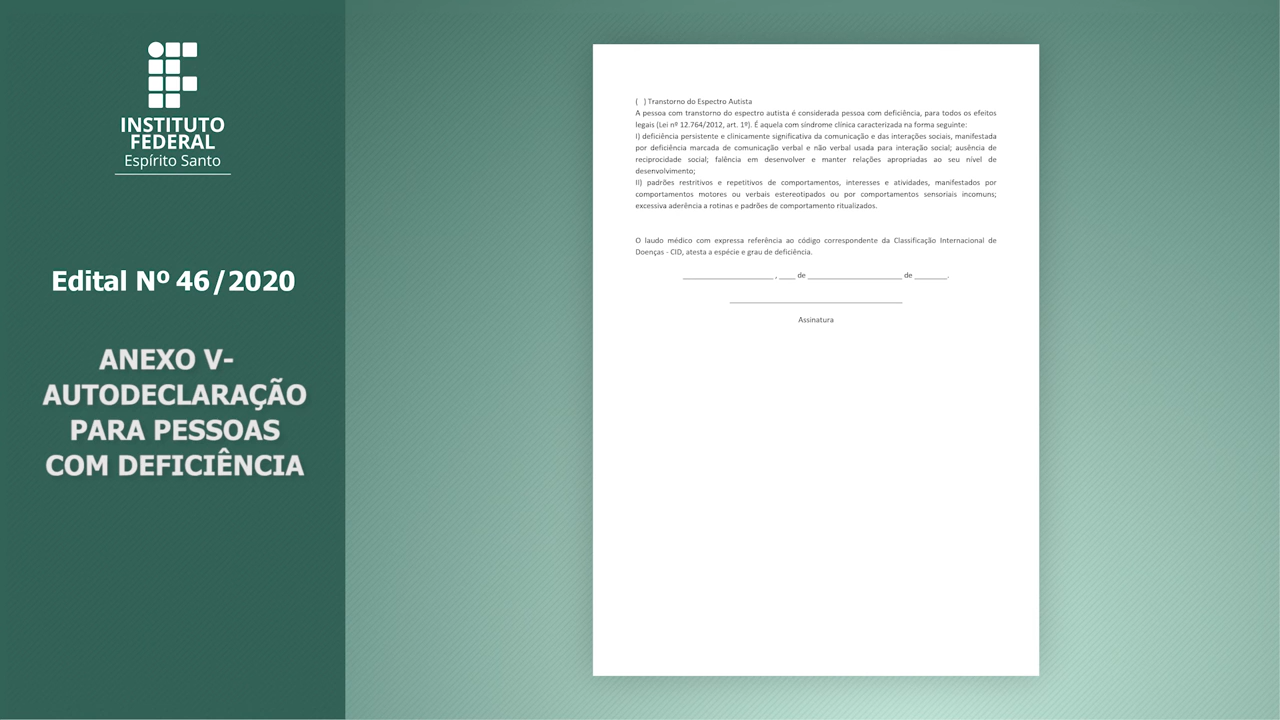 INSTITUTO
FEDERAL
Espírito Santo
Edital Nº 46/2020
ANEXO V-
AUTODECLARAÇÃO
PARA PESSOAS
COM DEFICIÊNCIA
( ) Transtorno do Espectro Autista
A pessoa com transtorno do espectro autista é considerada pessoa com deficiência, para todos os efeitos
legais (Lei nº 12.764/2012, art. 1º). É aquela com síndrome clínica caracterizada na forma seguinte:
I) deficiência persistente e clinicamente significativa da comunicação e das interações sociais, manifestada
por deficiência marcada de comunicação verbal e não verbal usada para interação social; ausência de
reciprocidade social; falência em desenvolver e manter relações apropriadas ao seu nível de
desenvolvimento;
II) padrões restritivos e repetitivos de comportamentos, interesses e atividades, manifestados por
comportamentos motores ou verbais estereotipados ou por comportamentos sensoriais incomuns;
excessiva aderência a rotinas e padrões de comportamento ritualizados.
O laudo médico com expressa referência ao código correspondente da Classificação Internacional de
Doenças - CID, atesta a espécie e grau de deficiência.
______________________, ____ de _______________________ de ________.
__________________________________________
Assinatura